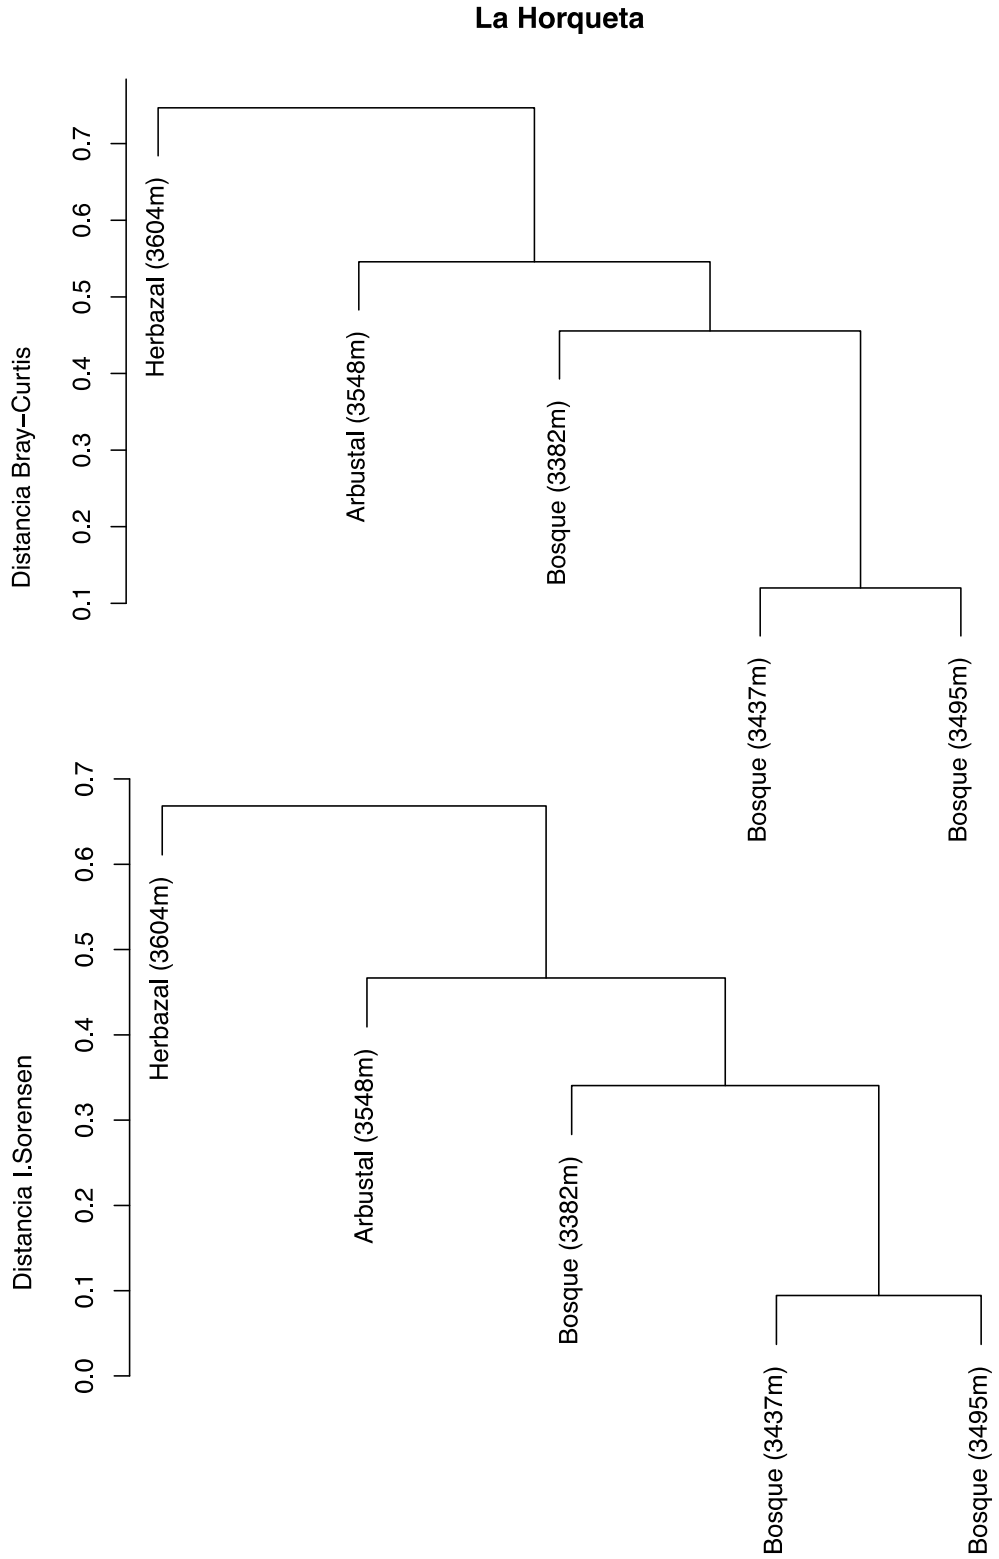 La Horqueta
Distancia Bray−Curtis
0.7
0.6
0.5
0.4
0.3
0.2
0.1
Herbazal (3604m)
Arbustal (3548m)
Bosque (3382m)
Bosque (3437m)
Bosque (3495m)
Distancia I.Sorensen
0.7
0.6
0.5
0.4
0.3
0.2
0.1
0.0
Herbazal (3604m)
Arbustal (3548m)
Bosque (3382m)
Bosque (3437m)
Bosque (3495m)